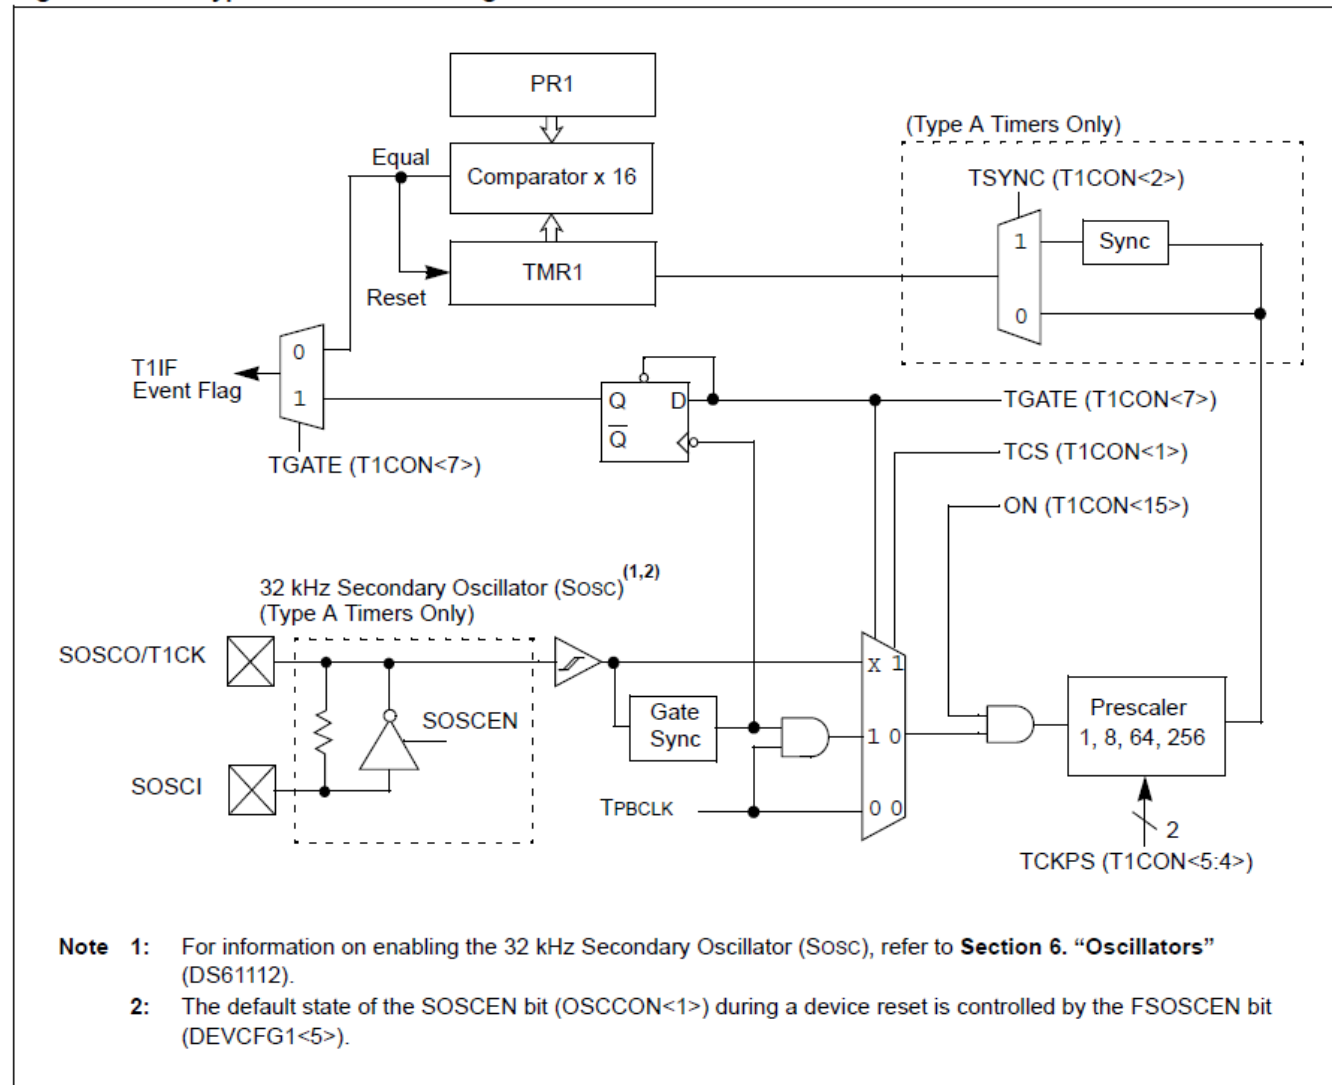 PR1
(Type A Timers Only)
Equal
Comparator x 16
TSYNC (T1CON<2>)
1
Sync
TMR1
Reset
0
T1IF
Event Flag
0
1
Q D
Q̅
TGATE (T1CON<7>)
TGATE (T1CON<7>)
TCS (T1CON<1>)
ON (T1CON<15>)
32 kHz Secondary Oscillator (SOSC)(1,2)
(Type A Timers Only)
SOSCO/T1CK
X 1
SOSCEN
Gate
Sync
1 0
Prescaler
1, 8, 64, 256
SOSCI
TPBCLK
0 0
2
TCKPS (T1CON<5:4>)
Note 1: For information on enabling the 32 kHz Secondary Oscillator (SOSC), refer to Section 6. “Oscillators”
(DS61112).
2: The default state of the SOSCEN bit (OSCCON<1>) during a device reset is controlled by the FSOSCEN bit
(DEVCFG1<5>).